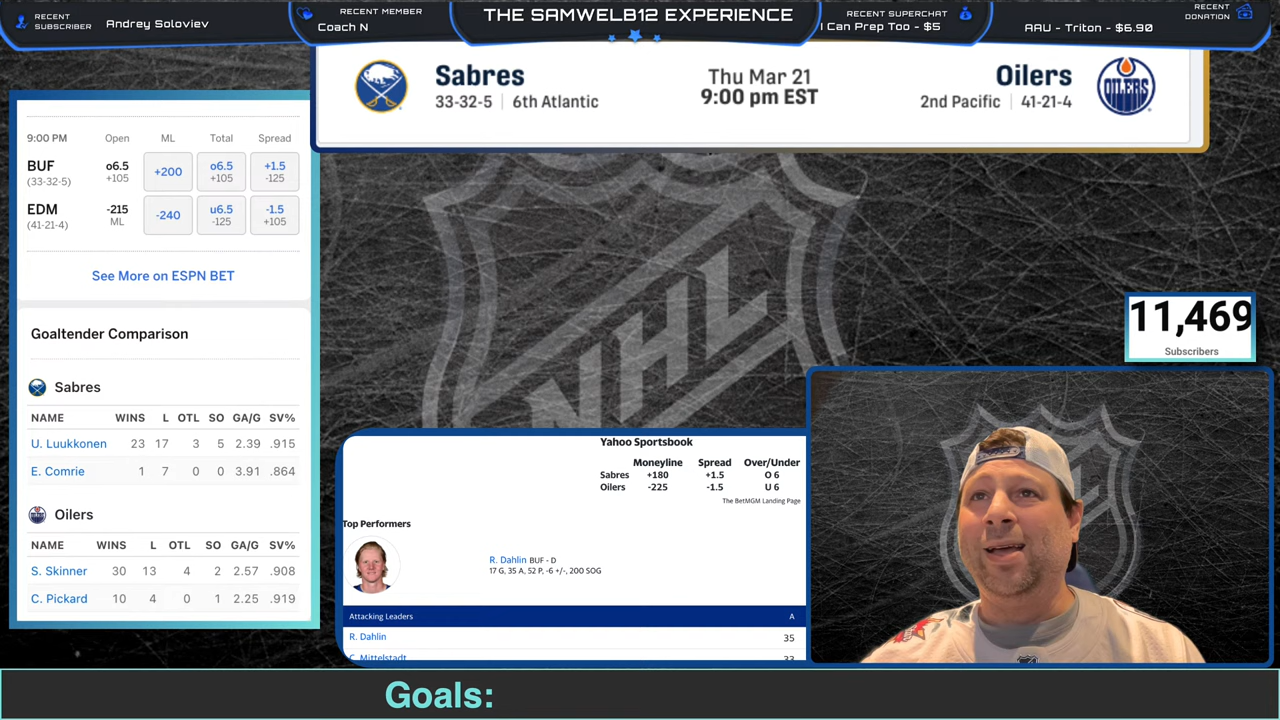 RECENT
SUBSCRIBER
Andrey Soloviev
RECENT MEMBER
Coach N
THE SAMWELB12 EXPERIENCE
RECENT SUPERCHAT
I Can Prep Too - $5
AAU - Triton - $6.90
RECENT
DONATION
Sabres
33-32-5 | 6th Atlantic
Thu Mar 21
9:00 pm EST
Oilers
2nd Pacific | 41-21-4
OILERS
9:00 PM Open ML Total Spread
BUF o6.5 +200 o6.5 +1.5
(33-32-5) +105 +105 -125
EDM -215 -240 u6.5 -1.5
(41-21-4) ML -125 +105
See More on ESPN BET
Goaltender Comparison
Sabres
NAME WINS L OTL SO GA/G SV%
U. Luukkonen 23 17 3 5 2.39 .915
E. Comrie 1 7 0 0 3.91 .864
Oilers
NAME WINS L OTL SO GA/G SV%
S. Skinner 30 13 4 2 2.57 .908
C. Pickard 10 4 0 1 2.25 .919
NHL
11,469
Subscribers
Yahoo Sportsbook
Moneyline Spread Over/Under
Sabres +180 +1.5 O 6
Oilers -225 -1.5 U 6
The BetMGM Landing Page
Top Performers
R. Dahlin BUF - D
17 G, 35 A, 52 P, -6 +/-, 200 SOG
Attacking Leaders A
R. Dahlin 35
C. Mittelstadt 33
Goals: